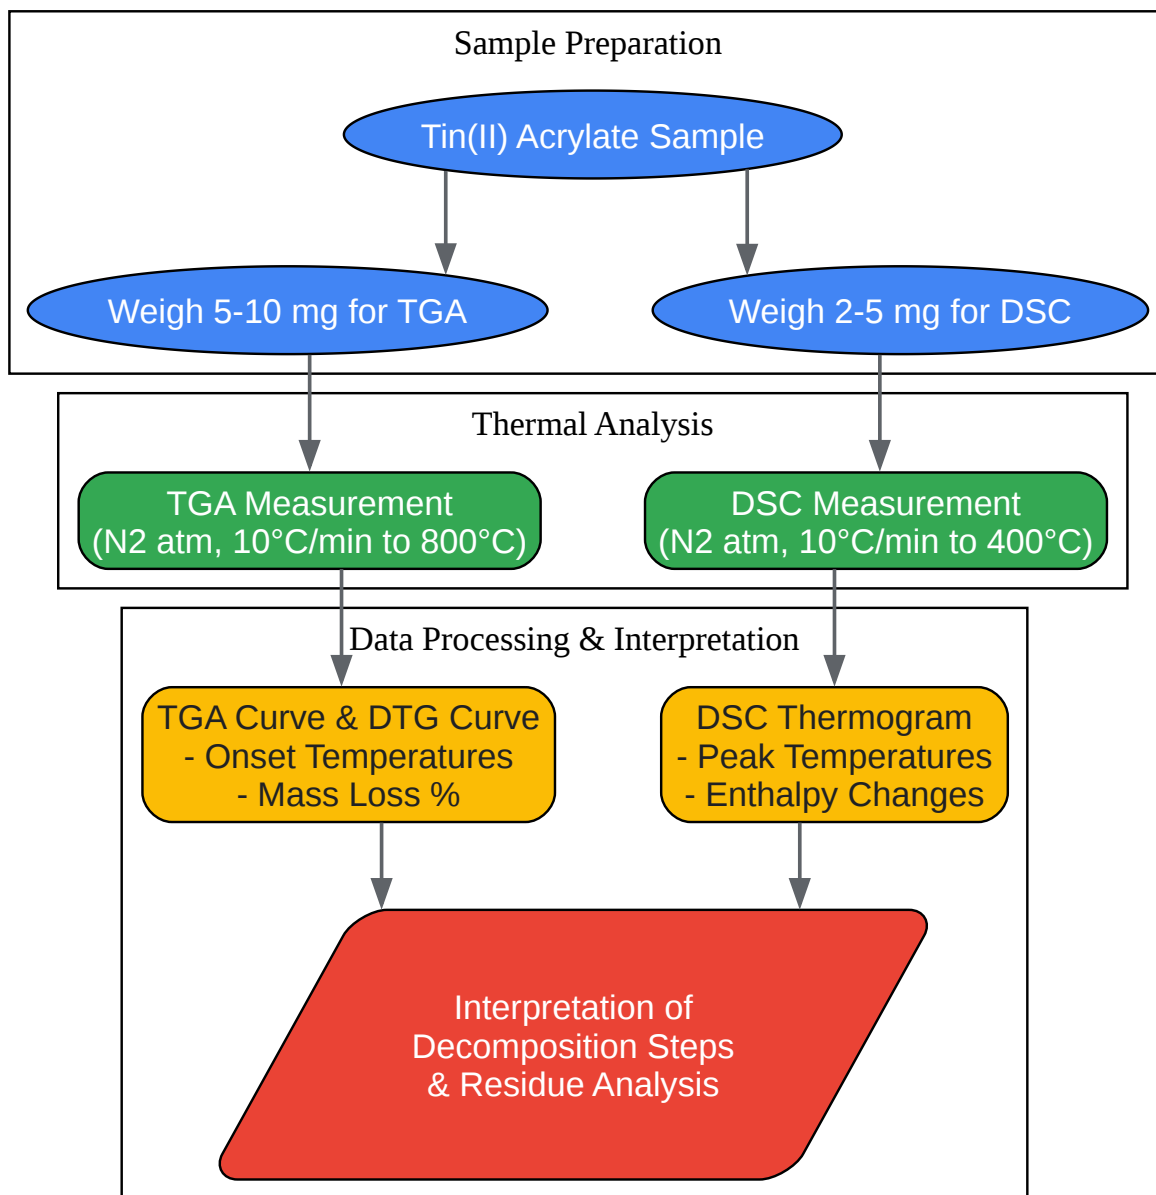 Sample Preparation
Tin(II) Acrylate Sample
Weigh 5-10 mg for TGA
Weigh 2-5 mg for DSC
Thermal Analysis
TGA Measurement
(N2 atm, 10°C/min to 800°C)
DSC Measurement
(N2 atm, 10°C/min to 400°C)
Data Processing & Interpretation
TGA Curve & DTG Curve
- Onset Temperatures
- Mass Loss %
DSC Thermogram
- Peak Temperatures
- Enthalpy Changes
Interpretation of
Decomposition Steps
& Residue Analysis